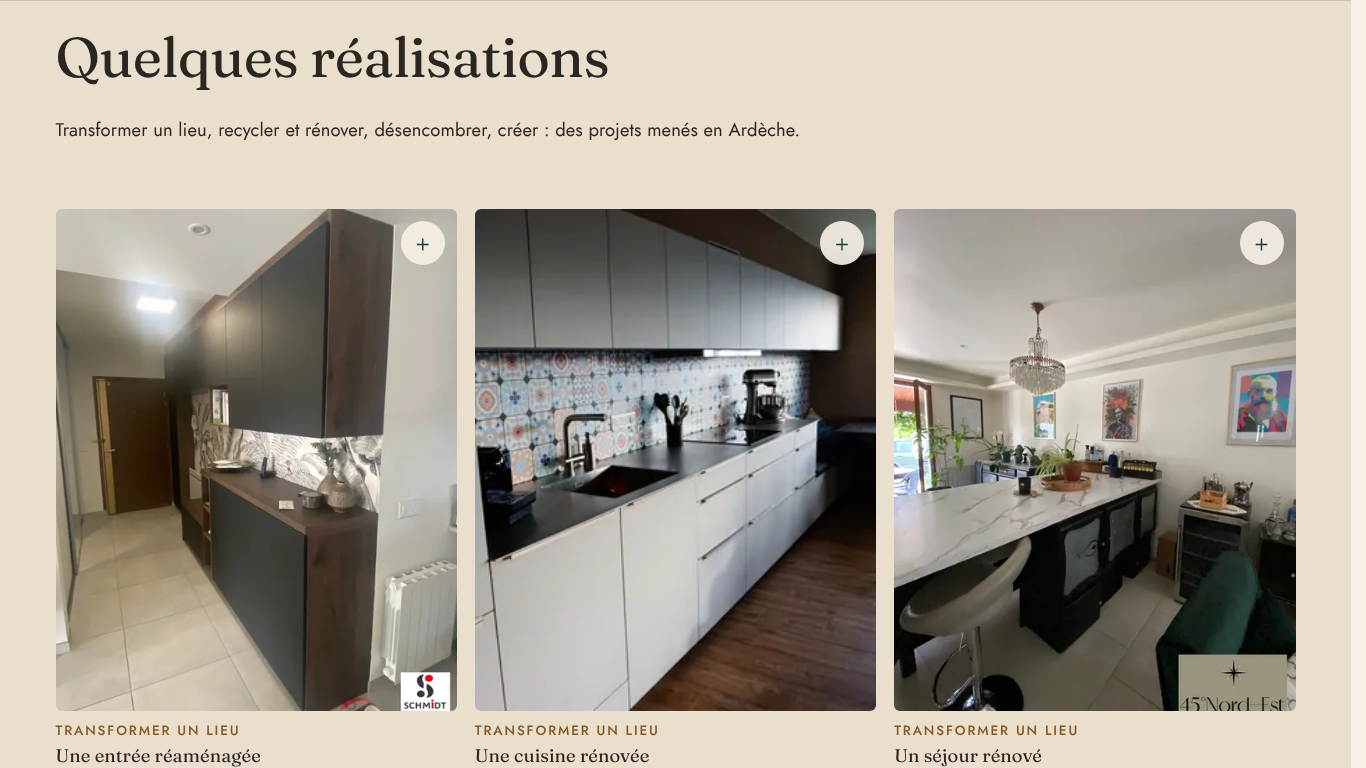 Quelques réalisations
Transformer un lieu, recycler et rénover, désencombrer, créer : des projets menés en Ardèche.
SCHMiDT
45°Nord-Est
TRANSFORMER UN LIEU
TRANSFORMER UN LIEU
TRANSFORMER UN LIEU
Une entrée réaménagée
Une cuisine rénovée
Un séjour rénové